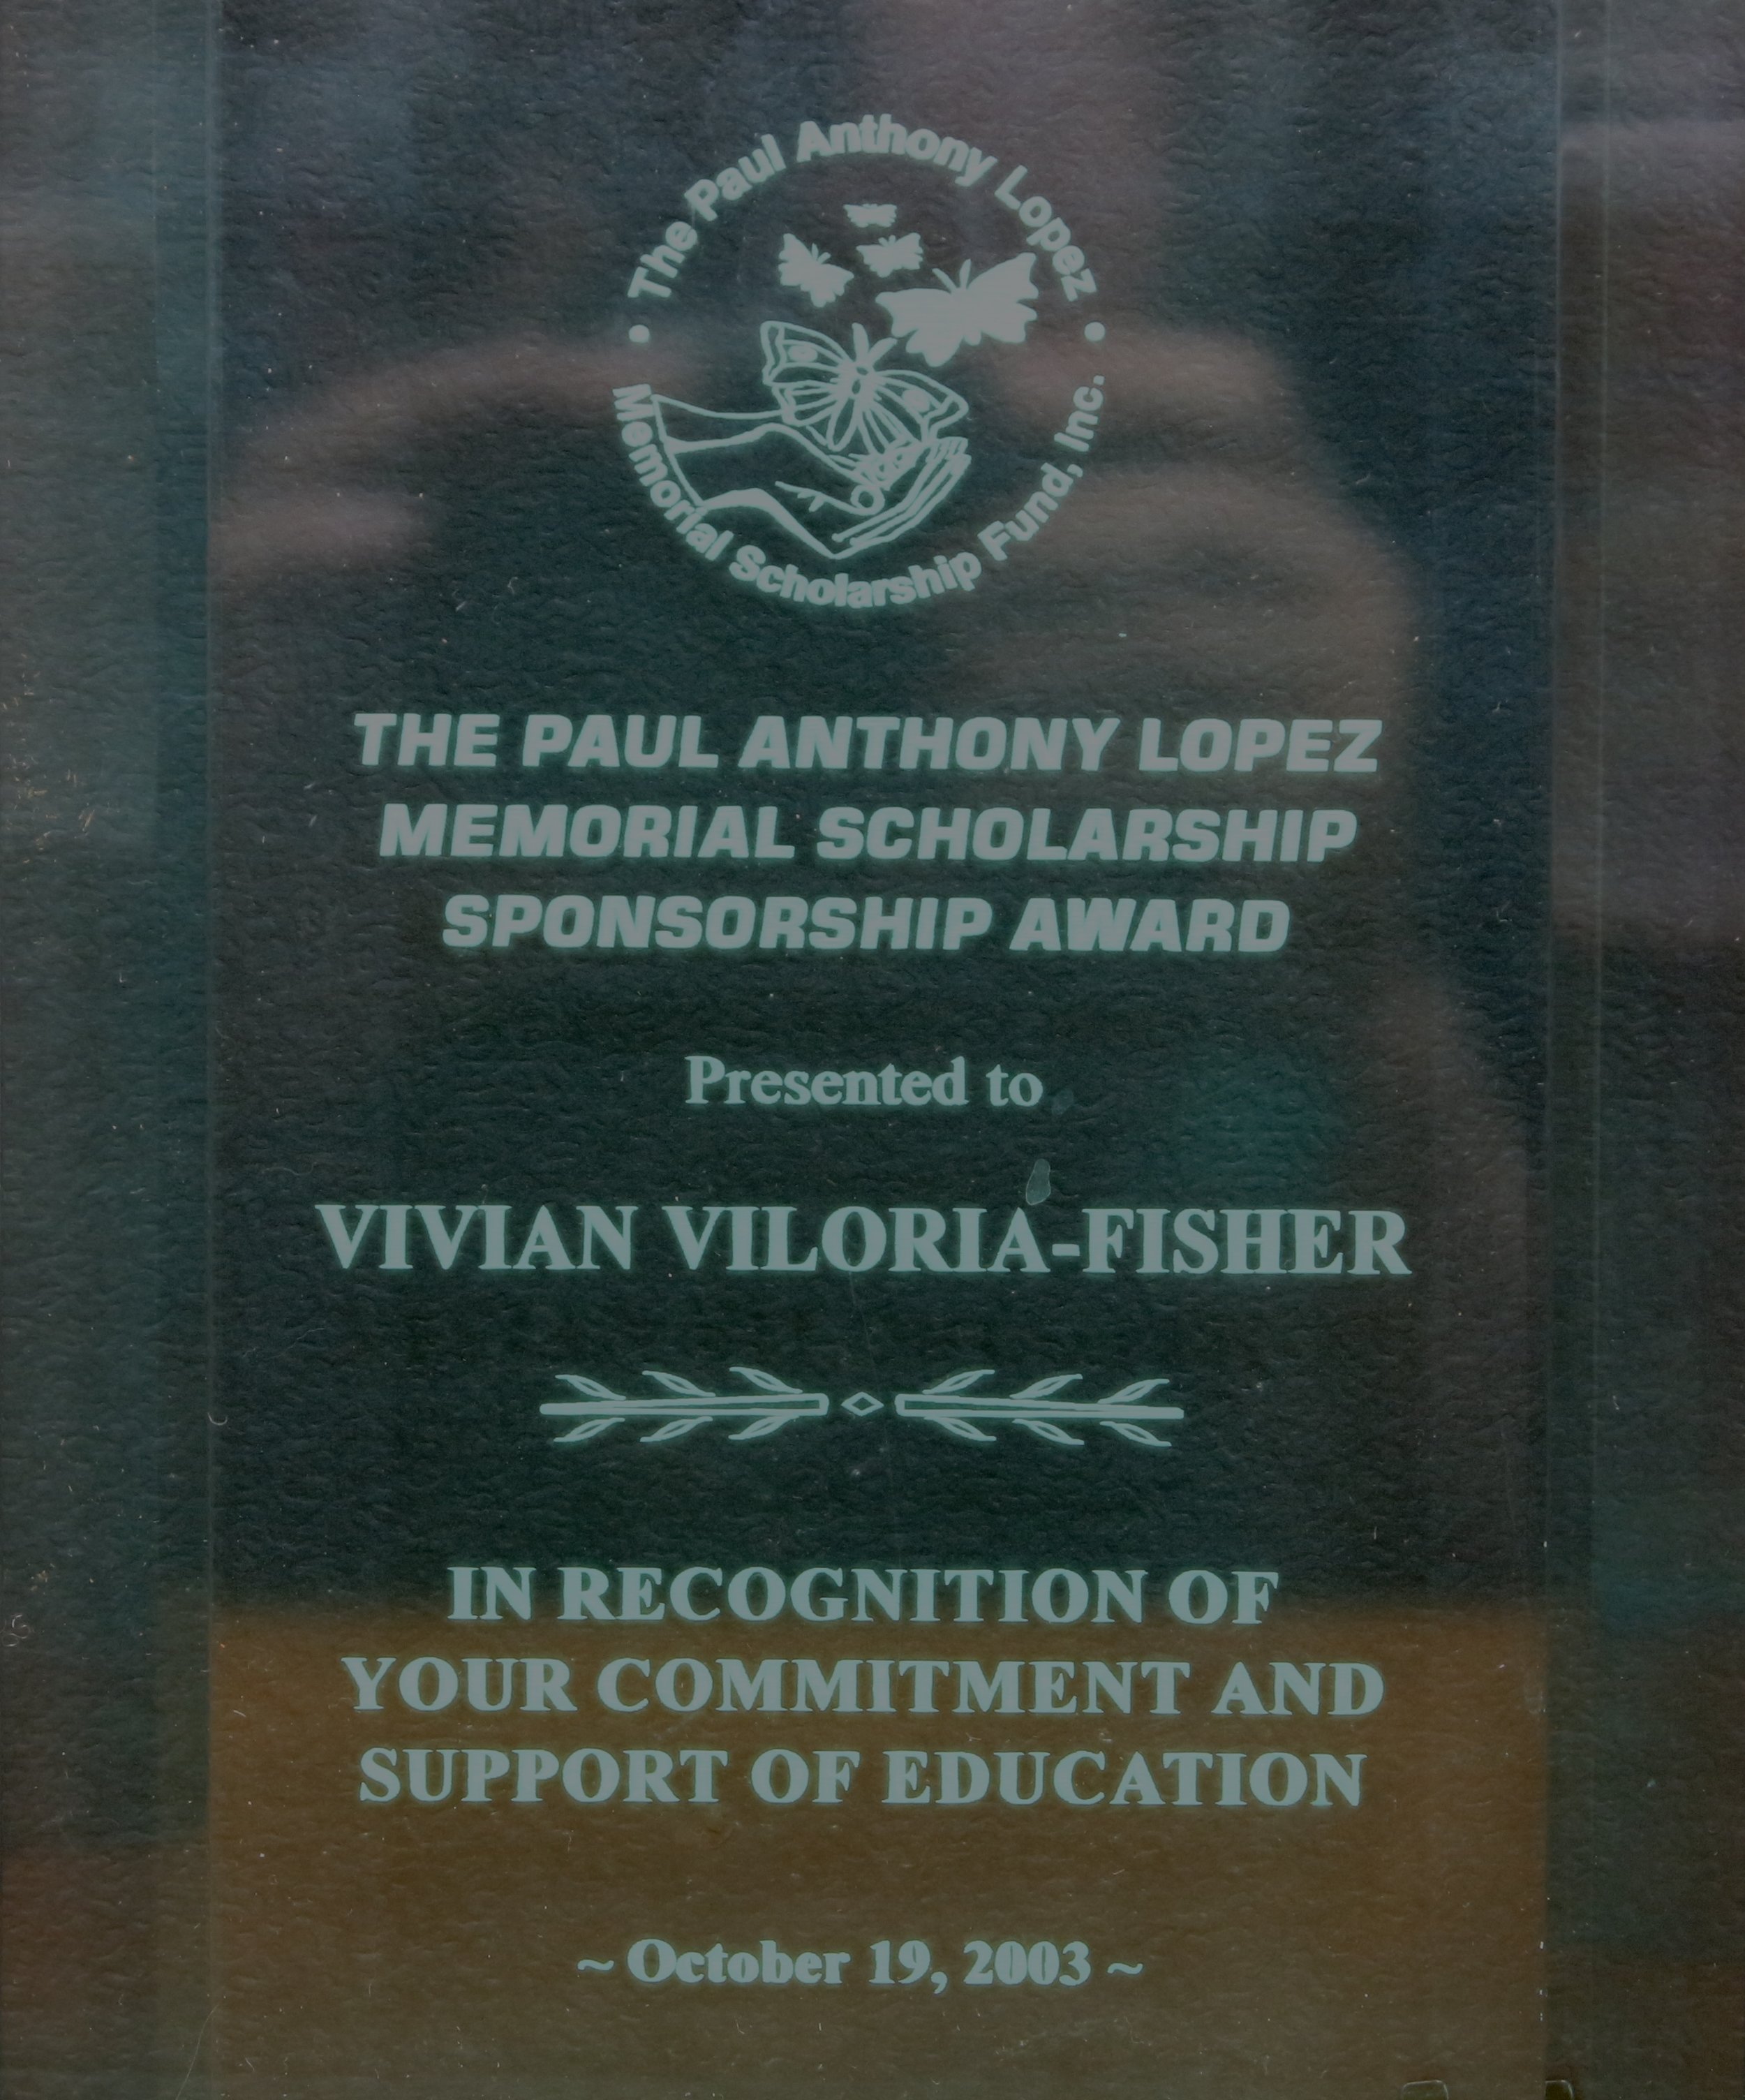 • The Paul Anthony Lopez •
Memorial Scholarship Fund, Inc.
THE PAUL ANTHONY LOPEZ
MEMORIAL SCHOLARSHIP
SPONSORSHIP AWARD
Presented to
VIVIAN VILORIA-FISHER
IN RECOGNITION OF
YOUR COMMITMENT AND
SUPPORT OF EDUCATION
~ October 19, 2003 ~